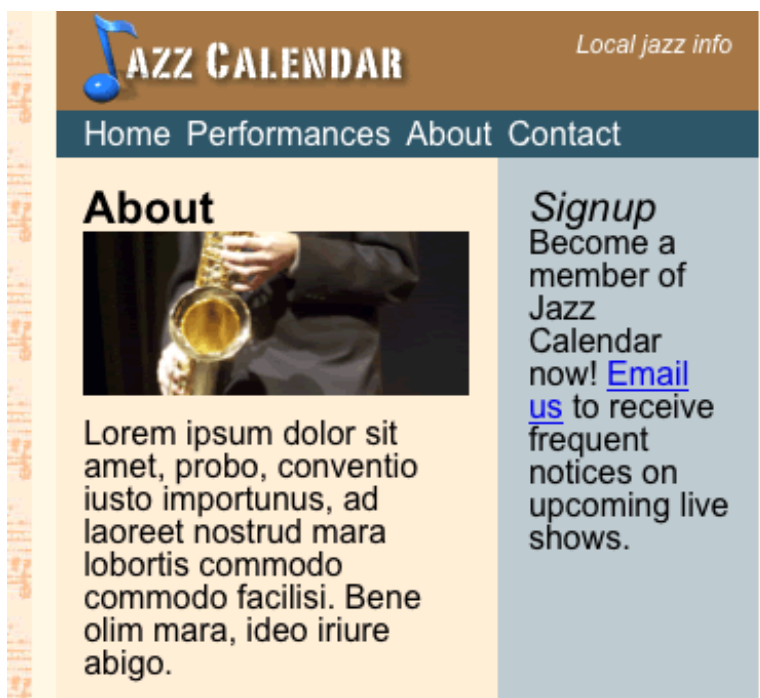 JAZZ CALENDAR
Local jazz info
Home Performances About Contact
About
Lorem ipsum dolor sit
amet, probo, conventio
iusto importunus, ad
laoreet nostrud mara
lobortis commodo
commodo facilisi. Bene
olim mara, ideo iriure
abigo.
Signup
Become a
member of
Jazz
Calendar
now! Email
us to receive
frequent
notices on
upcoming live
shows.